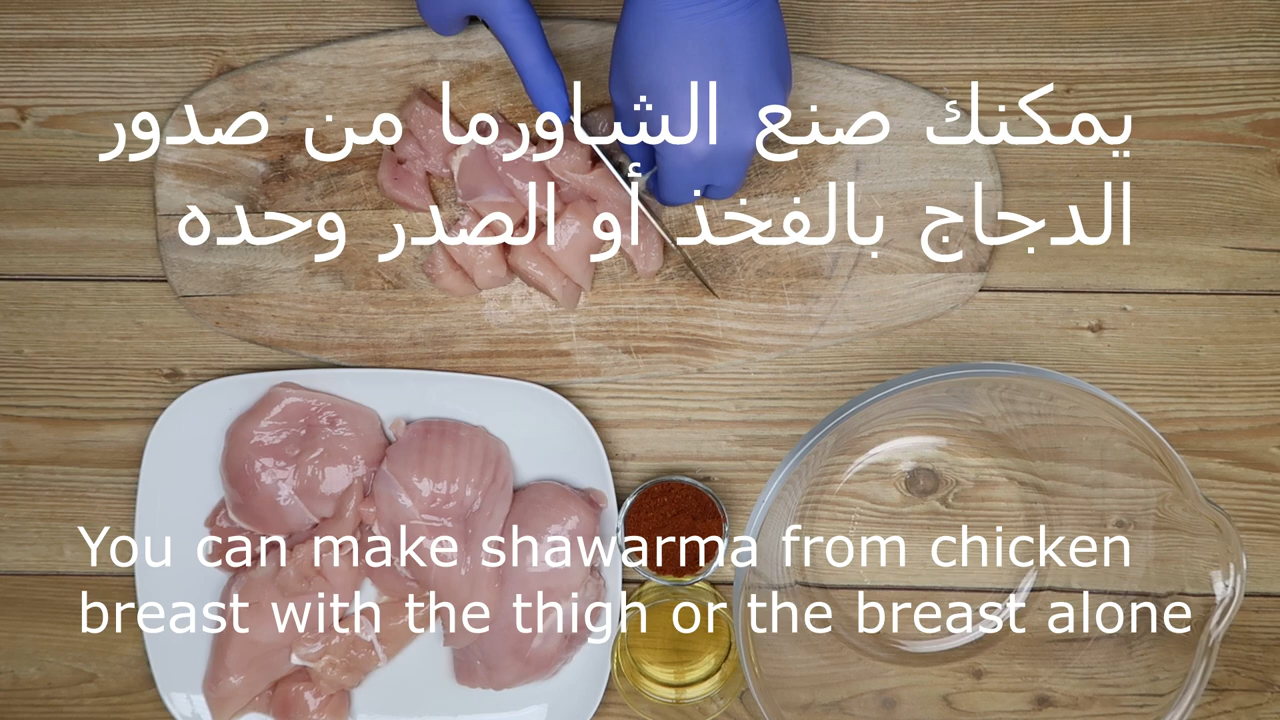 يمكنك صنع الشاورما من صدور
الدجاج بالفخذ أو الصدر وحده
You can make shawarma from chicken
breast with the thigh or the breast alone